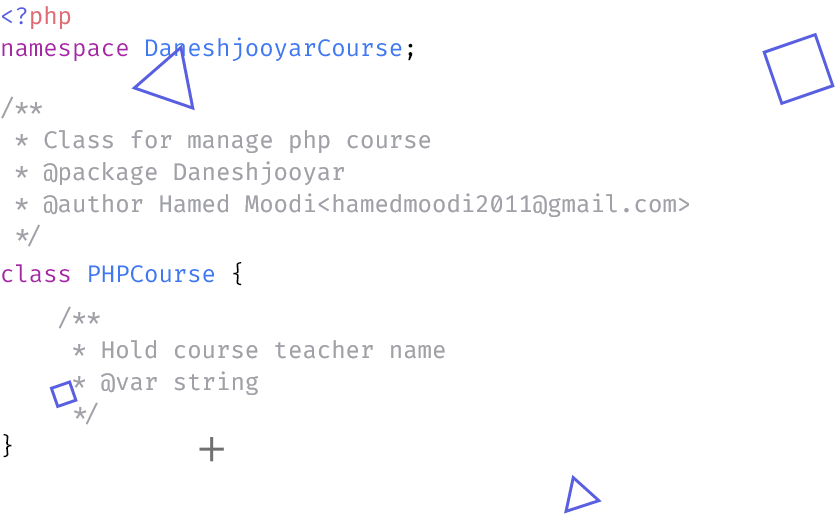 <?php
namespace DaneshjooyarCourse;
/**
 * Class for manage php course
 * @package Daneshjooyar
 * @author Hamed Moodi<hamedmoodi2011@gmail.com>
 */
class PHPCourse {
    /**
     * Hold course teacher name
     * @var string
     */
}